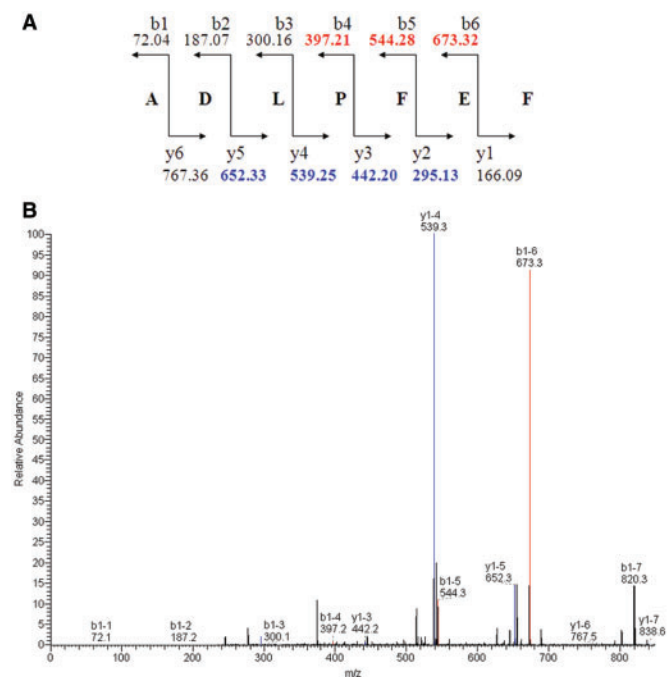 A
b1 b2 b3 b4 b5 b6
72.04 187.07 300.16 397.21 544.28 673.32
A D L P F E F
y6 y5 y4 y3 y2 y1
767.36 652.33 539.25 442.20 295.13 166.09
B
y1-4
539.3
b1-6
673.3
100
95
90
85
80
75
70
65
60
55
50
45
40
35
30
25
20
15
10
5
0
Relative Abundance
b1-1
72.1
b1-2
187.2
b1-3
300.1
b1-4
397.2
y1-3
442.2
b1-5
544.3
y1-5
652.3
y1-6
767.5
b1-7
820.3
y1-7
838.6
0 100 200 300 400 500 600 700 800
m/z